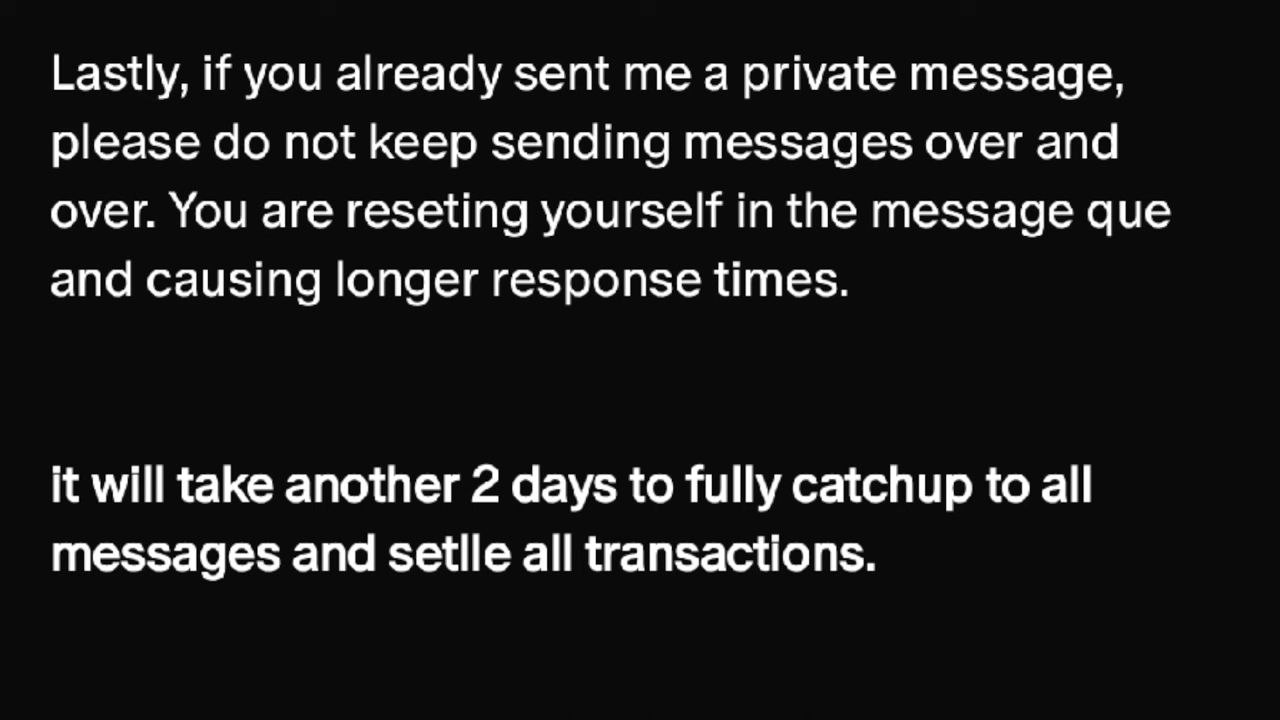 Lastly, if you already sent me a private message,
please do not keep sending messages over and
over. You are reseting yourself in the message que
and causing longer response times.
it will take another 2 days to fully catchup to all
messages and setlle all transactions.